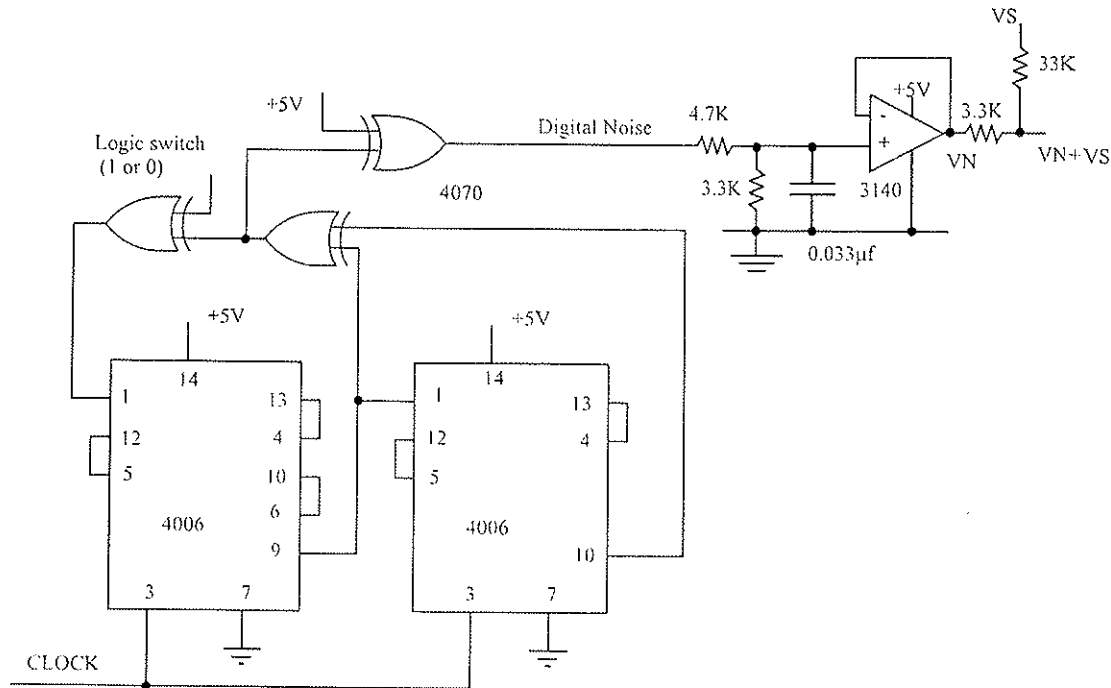 VS
33K
+5V
+5V
4.7K
3.3K
Digital Noise
Logic switch
(1 or 0)
-
+
VN
VN+VS
4070
3.3K
3140
0.033µf
+5V
+5V
14
14
1
13
1
13
12
4
12
4
5
10
5
6
4006
4006
9
10
3
7
3
7
CLOCK